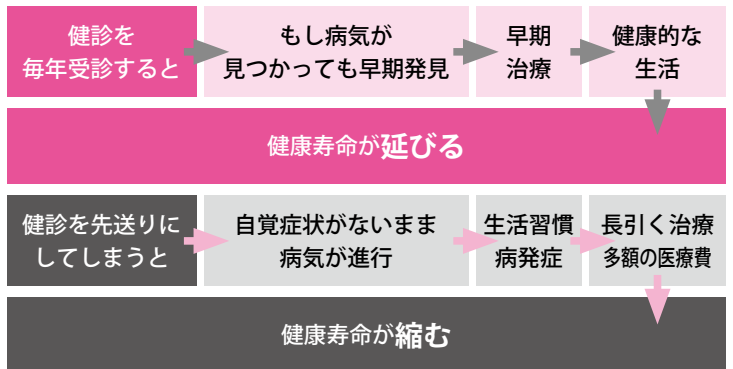 健診を
毎年受診すると
もし病気が
見つかっても早期発見
早期
治療
健康的な
生活
健康寿命が延びる
健診を先送りに
してしまうと
自覚症状がないまま
病気が進行
生活習慣
病発症
長引く治療
多額の医療費
健康寿命が縮む